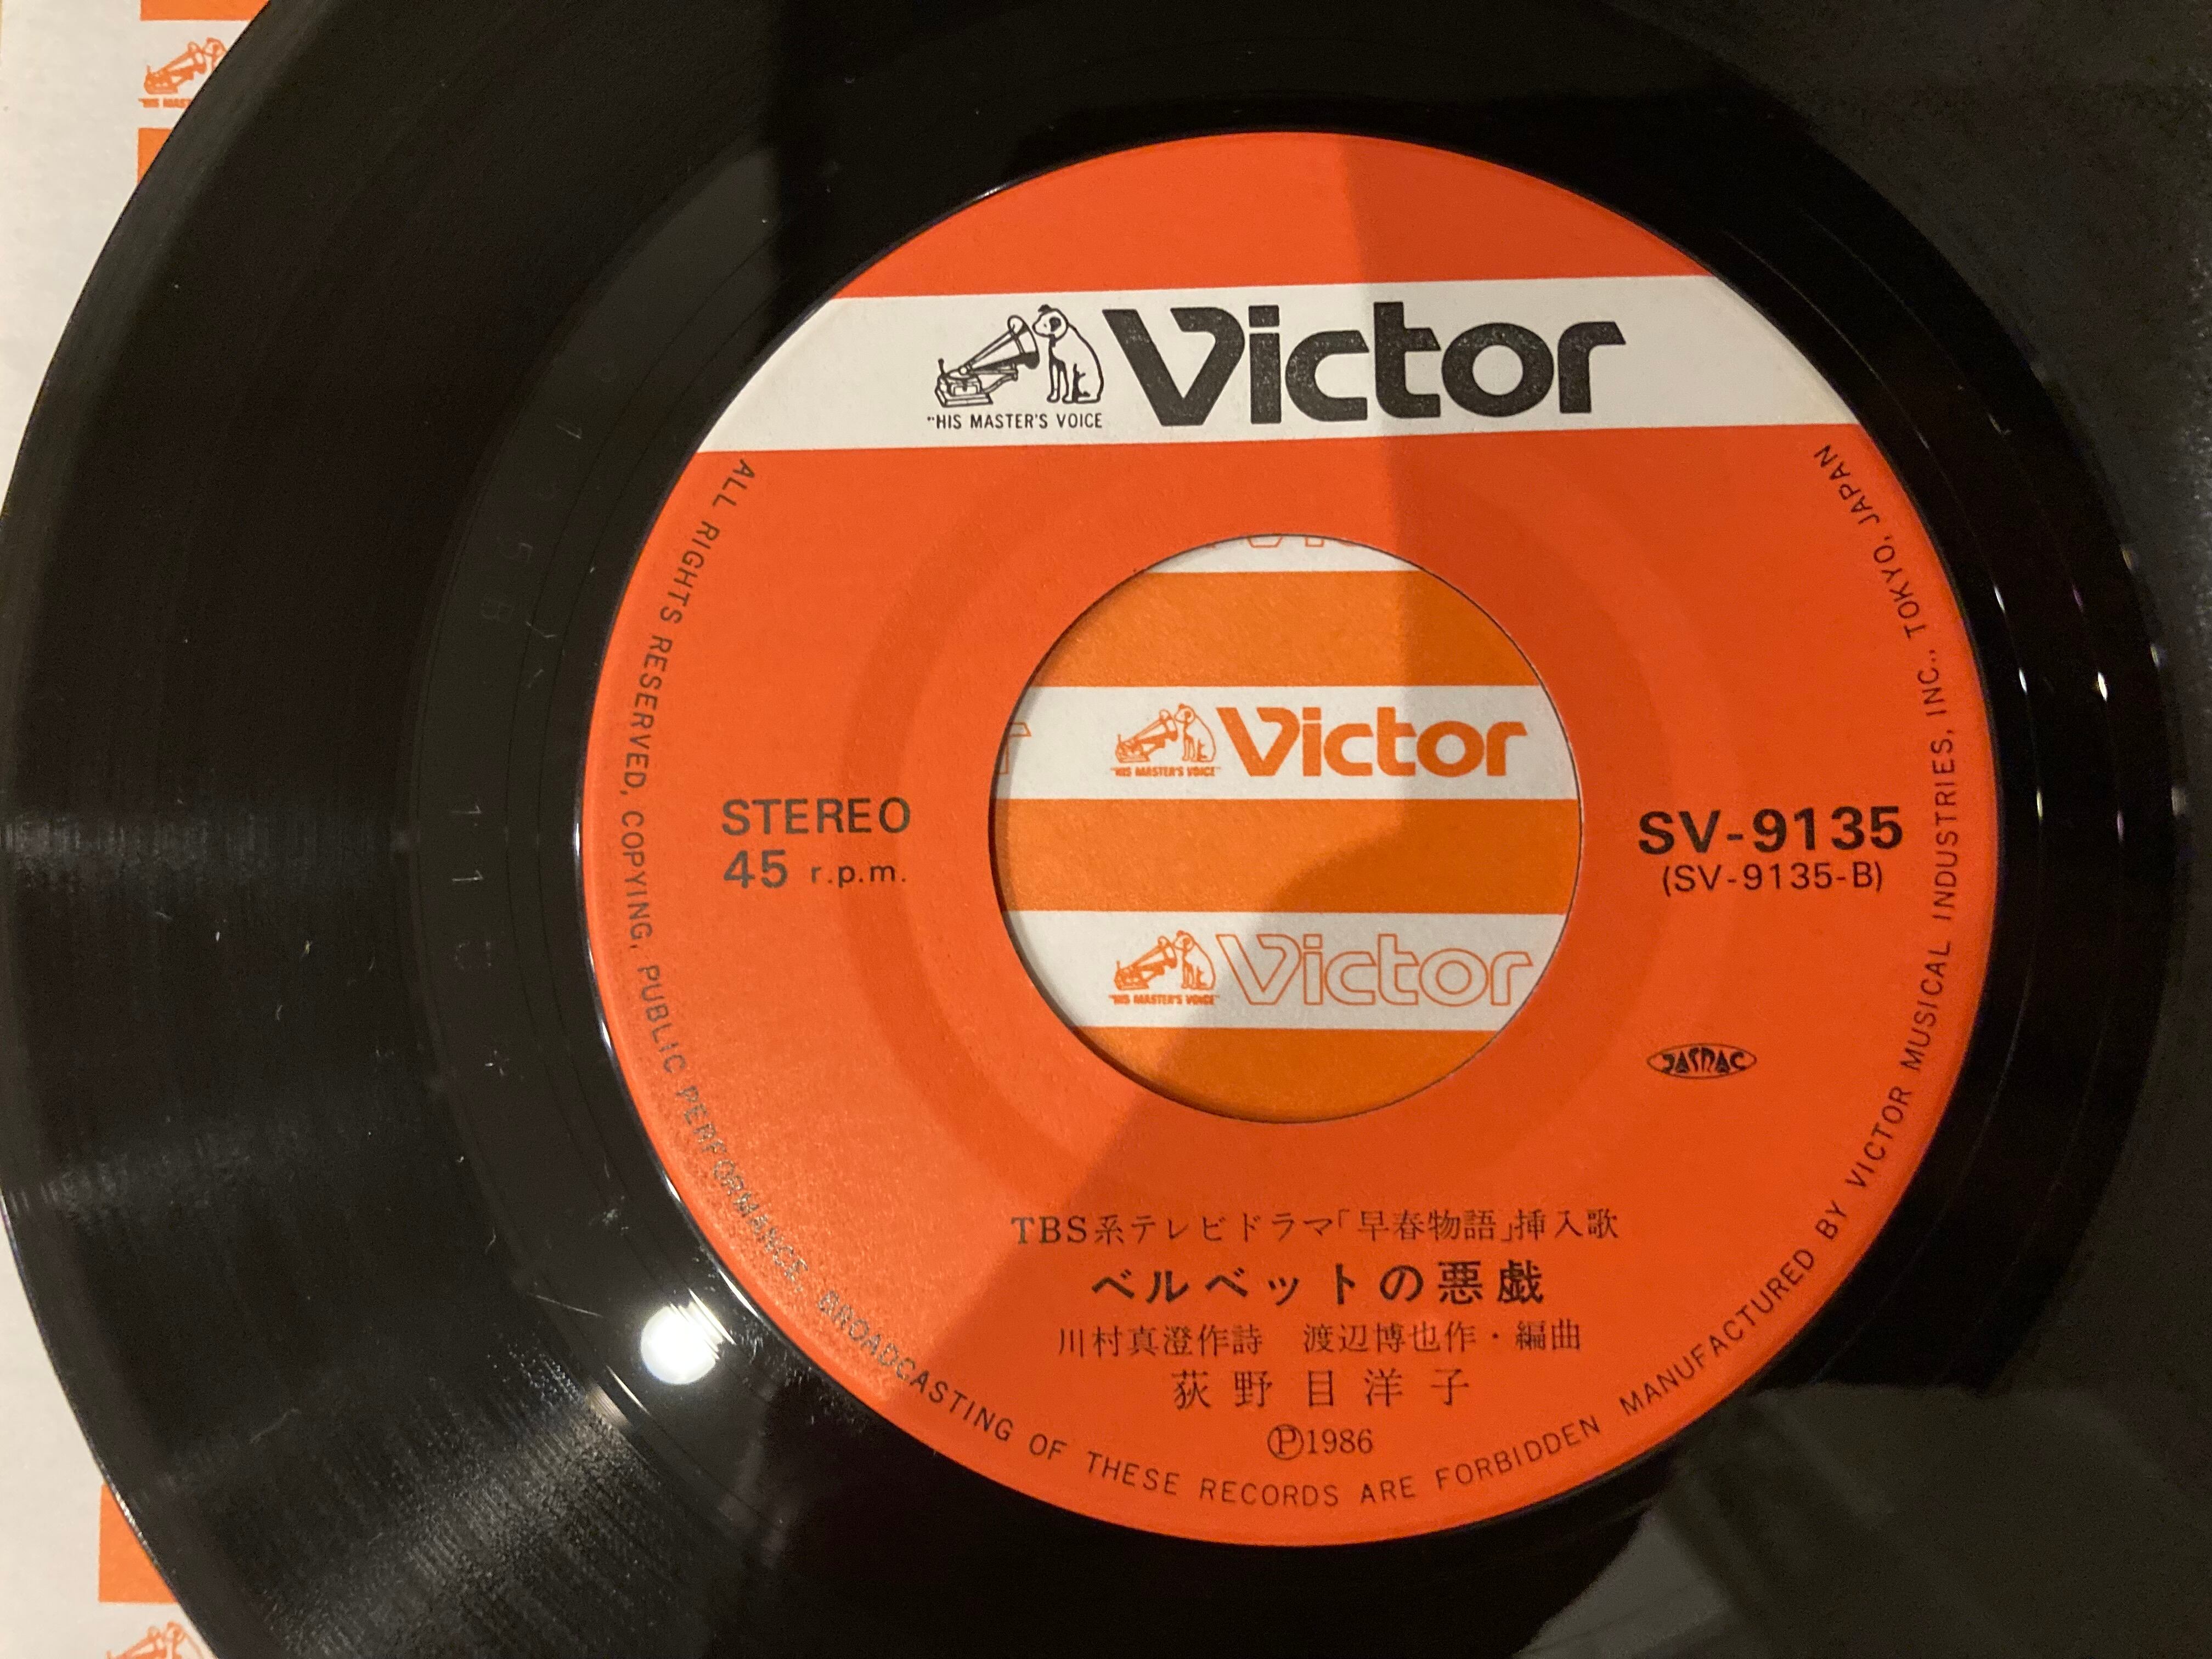 "HIS MASTER'S VOICE
Victor
"HIS MASTER'S VOICE"
Victor
"HIS MASTER'S VOICE"
Victor
STEREO
45 r.p.m.
SV-9135
(SV-9135-B)
JASRAC
TBS系テレビドラマ「早春物語」挿入歌
ベルベットの悪戯
川村真澄作詩 渡辺博也作・編曲
荻野目洋子
Ⓟ1986
ALL RIGHTS RESERVED, COPYING, PUBLIC PERFORMANCE, BROADCASTING OF THESE RECORDS ARE FORBIDDEN MANUFACTURED BY VICTOR MUSICAL INDUSTRIES, INC., TOKYO, JAPAN